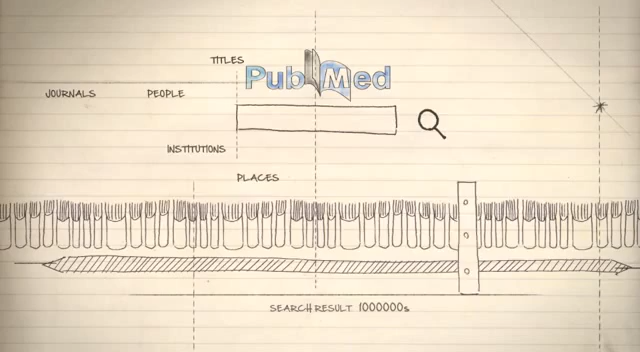 TITLES
PubMed
JOURNALS
PEOPLE
INSTITUTIONS
PLACES
SEARCH RESULT 1000000s